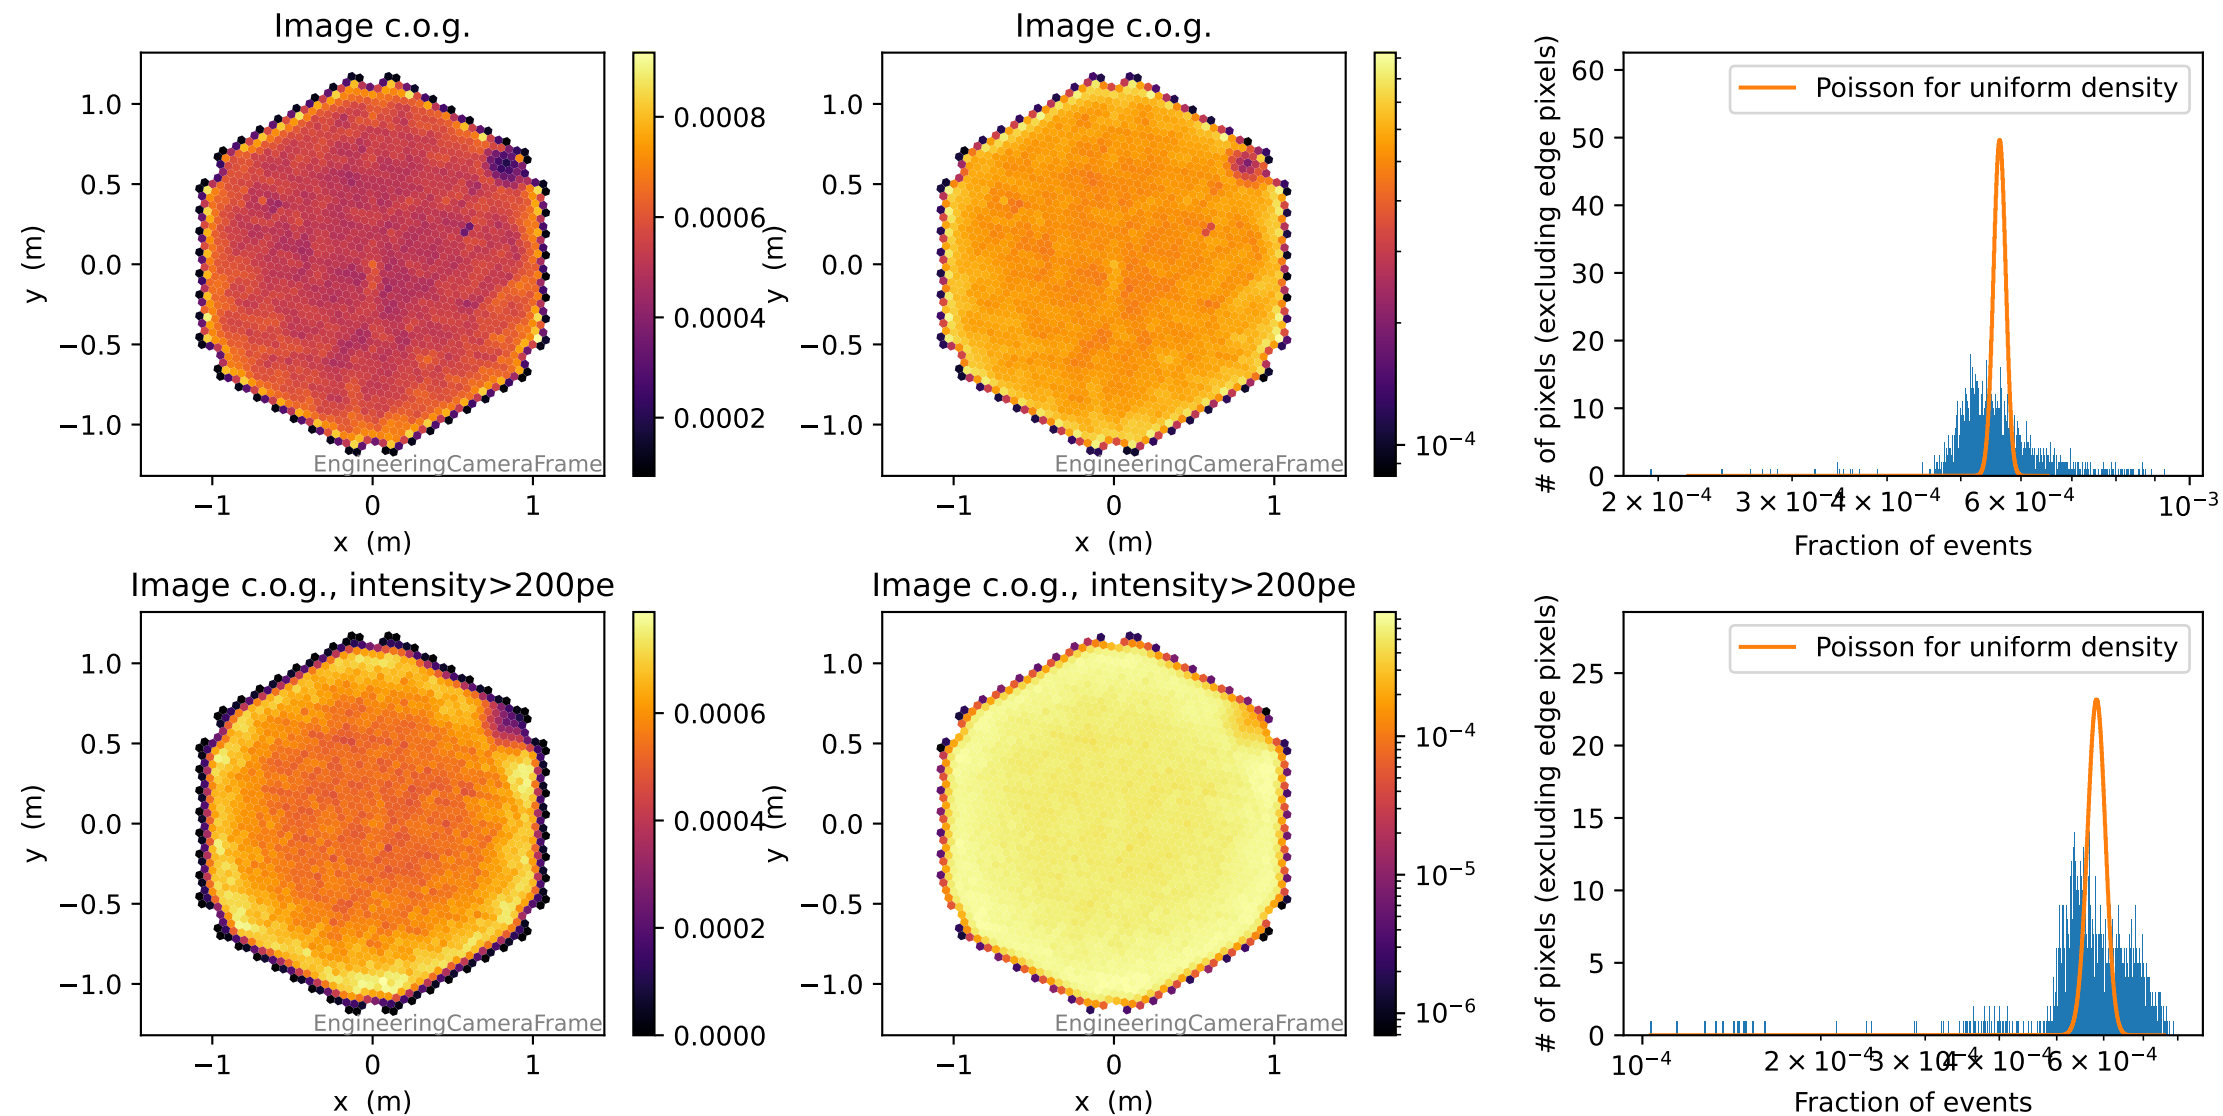 Image c.o.g.
1.0
0.5
0.0
−0.5
−1.0
y (m)
EngineeringCameraFrame
−1 0 1
x (m)
0.0008
0.0006
0.0004
0.0002
Image c.o.g.
1.0
0.5
0.0
−0.5
−1.0
y (m)
EngineeringCameraFrame
−1 0 1
x (m)
10⁻⁴
# of pixels (excluding edge pixels)
60
50
40
30
20
10
0
Poisson for uniform density
2 × 10⁻⁴ 3 × 10⁻⁴ 4 × 10⁻⁴ 6 × 10⁻⁴ 10⁻³
Fraction of events
Image c.o.g., intensity>200pe
1.0
0.5
0.0
−0.5
−1.0
y (m)
EngineeringCameraFrame
−1 0 1
x (m)
0.0006
0.0004
0.0002
0.0000
Image c.o.g., intensity>200pe
1.0
0.5
0.0
−0.5
−1.0
y (m)
EngineeringCameraFrame
−1 0 1
x (m)
10⁻⁴
10⁻⁵
10⁻⁶
# of pixels (excluding edge pixels)
25
20
15
10
5
0
Poisson for uniform density
10⁻⁴ 2 × 10⁻⁴ 3 × 10⁻⁴ 4 × 10⁻⁴ 6 × 10⁻⁴
Fraction of events